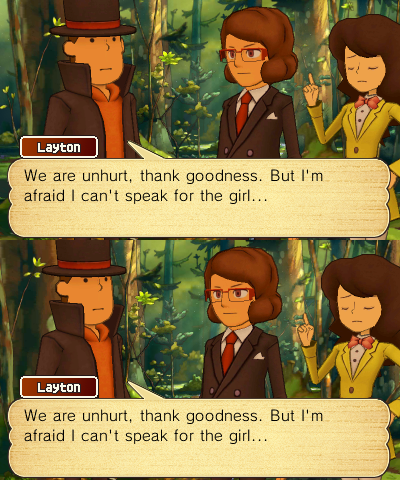 Layton
We are unhurt, thank goodness. But I'm
afraid I can't speak for the girl...
Layton
We are unhurt, thank goodness. But I'm
afraid I can't speak for the girl...